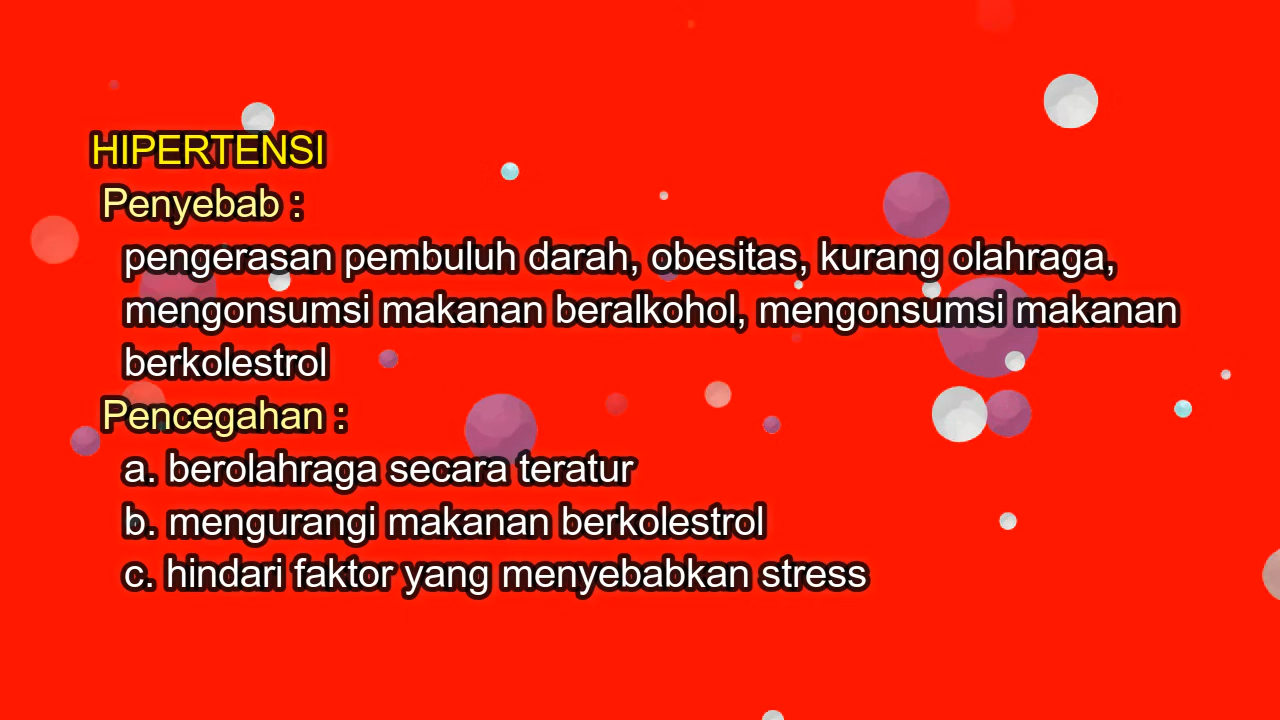 HIPERTENSI
Penyebab :
pengerasan pembuluh darah, obesitas, kurang olahraga,
mengonsumsi makanan beralkohol, mengonsumsi makanan
berkolestrol
Pencegahan :
a. berolahraga secara teratur
b. mengurangi makanan berkolestrol
c. hindari faktor yang menyebabkan stress